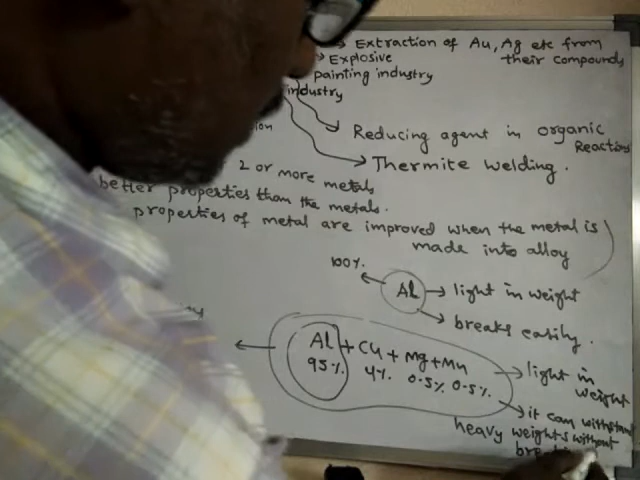 → Extraction of Au, Ag etc from
their compounds
→ Explosive
painting industry
industry
Reducing agent in organic
Reactions
Thermite welding.
2 or more metals
better properties than the metals.
properties of metal are improved when the metal is
made into alloy
100%.
Al → light in weight
→ breaks easily.
Al + Cu + Mg + Mn
95%. 4%. 0.5%. 0.5%.
→ light in
weight
→ it can withstand
heavy weights without